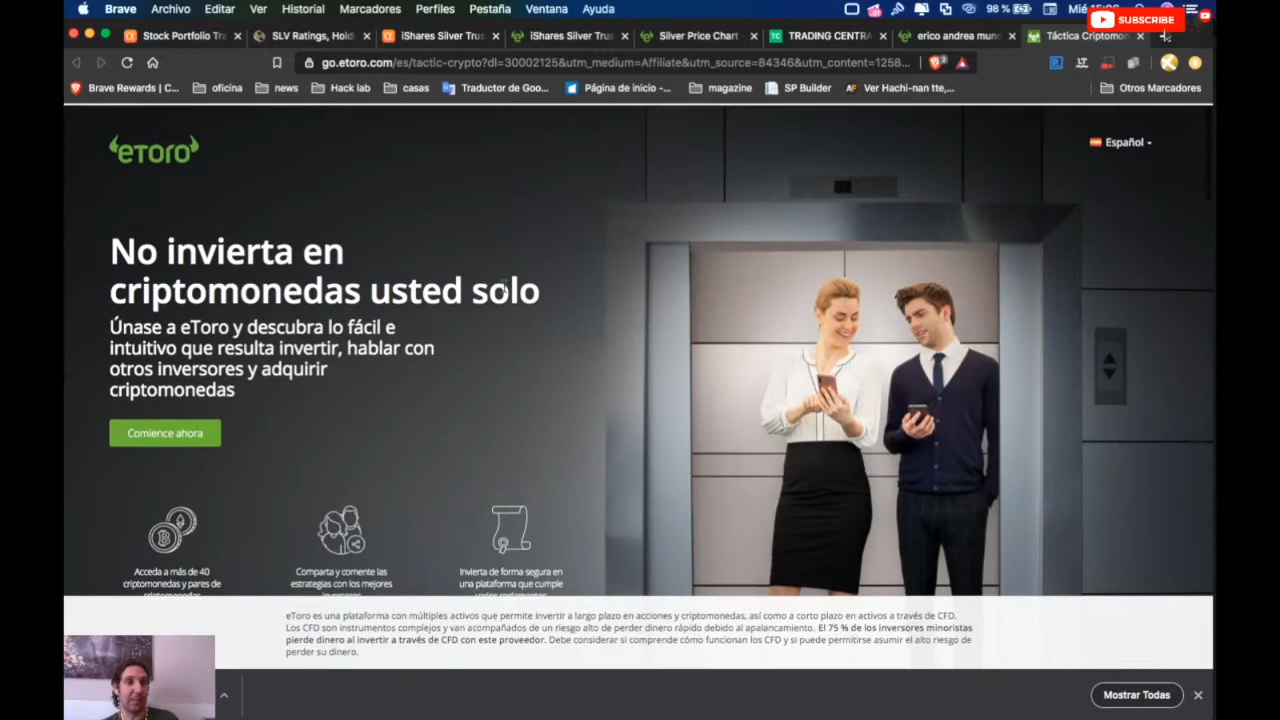 Brave Archivo Editar Ver Historial Marcadores Perfiles Pestaña Ventana Ayuda
98 %
SUBSCRIBE
Stock Portfolio Tra
SLV Ratings, Holdi
iShares Silver Trus
iShares Silver Trus
Silver Price Chart
TRADING CENTRA
erico andrea mun
Táctica Criptomo
go.etoro.com/es/tactic-crypto?dl=30002125&utm_medium=Affiliate&utm_source=84346&utm_content=1258...
Brave Rewards | C...
oficina
news
Hack lab
casas
Traductor de Goo...
Página de inicio -...
magazine
SP Builder
Ver Hachi-nan tte,...
Otros Marcadores
eToro
Español
No invierta en
criptomonedas usted solo
Únase a eToro y descubra lo fácil e
intuitivo que resulta invertir, hablar con
otros inversores y adquirir
criptomonedas
Comience ahora
Acceda a más de 40
criptomonedas y pares de
criptomonedas
Comparta y comente las
estrategias con los mejores
inversores
Invierta de forma segura en
una plataforma que cumple
eToro es una plataforma con múltiples activos que permite invertir a largo plazo en acciones y criptomonedas, así como a corto plazo en activos a través de CFD.
Los CFD son instrumentos complejos y van acompañados de un riesgo alto de perder dinero rápido debido al apalancamiento. El 75 % de los inversores minoristas
pierde dinero al invertir a través de CFD con este proveedor. Debe considerar si comprende cómo funcionan los CFD y si puede permitirse asumir el alto riesgo de
perder su dinero.
Mostrar Todas